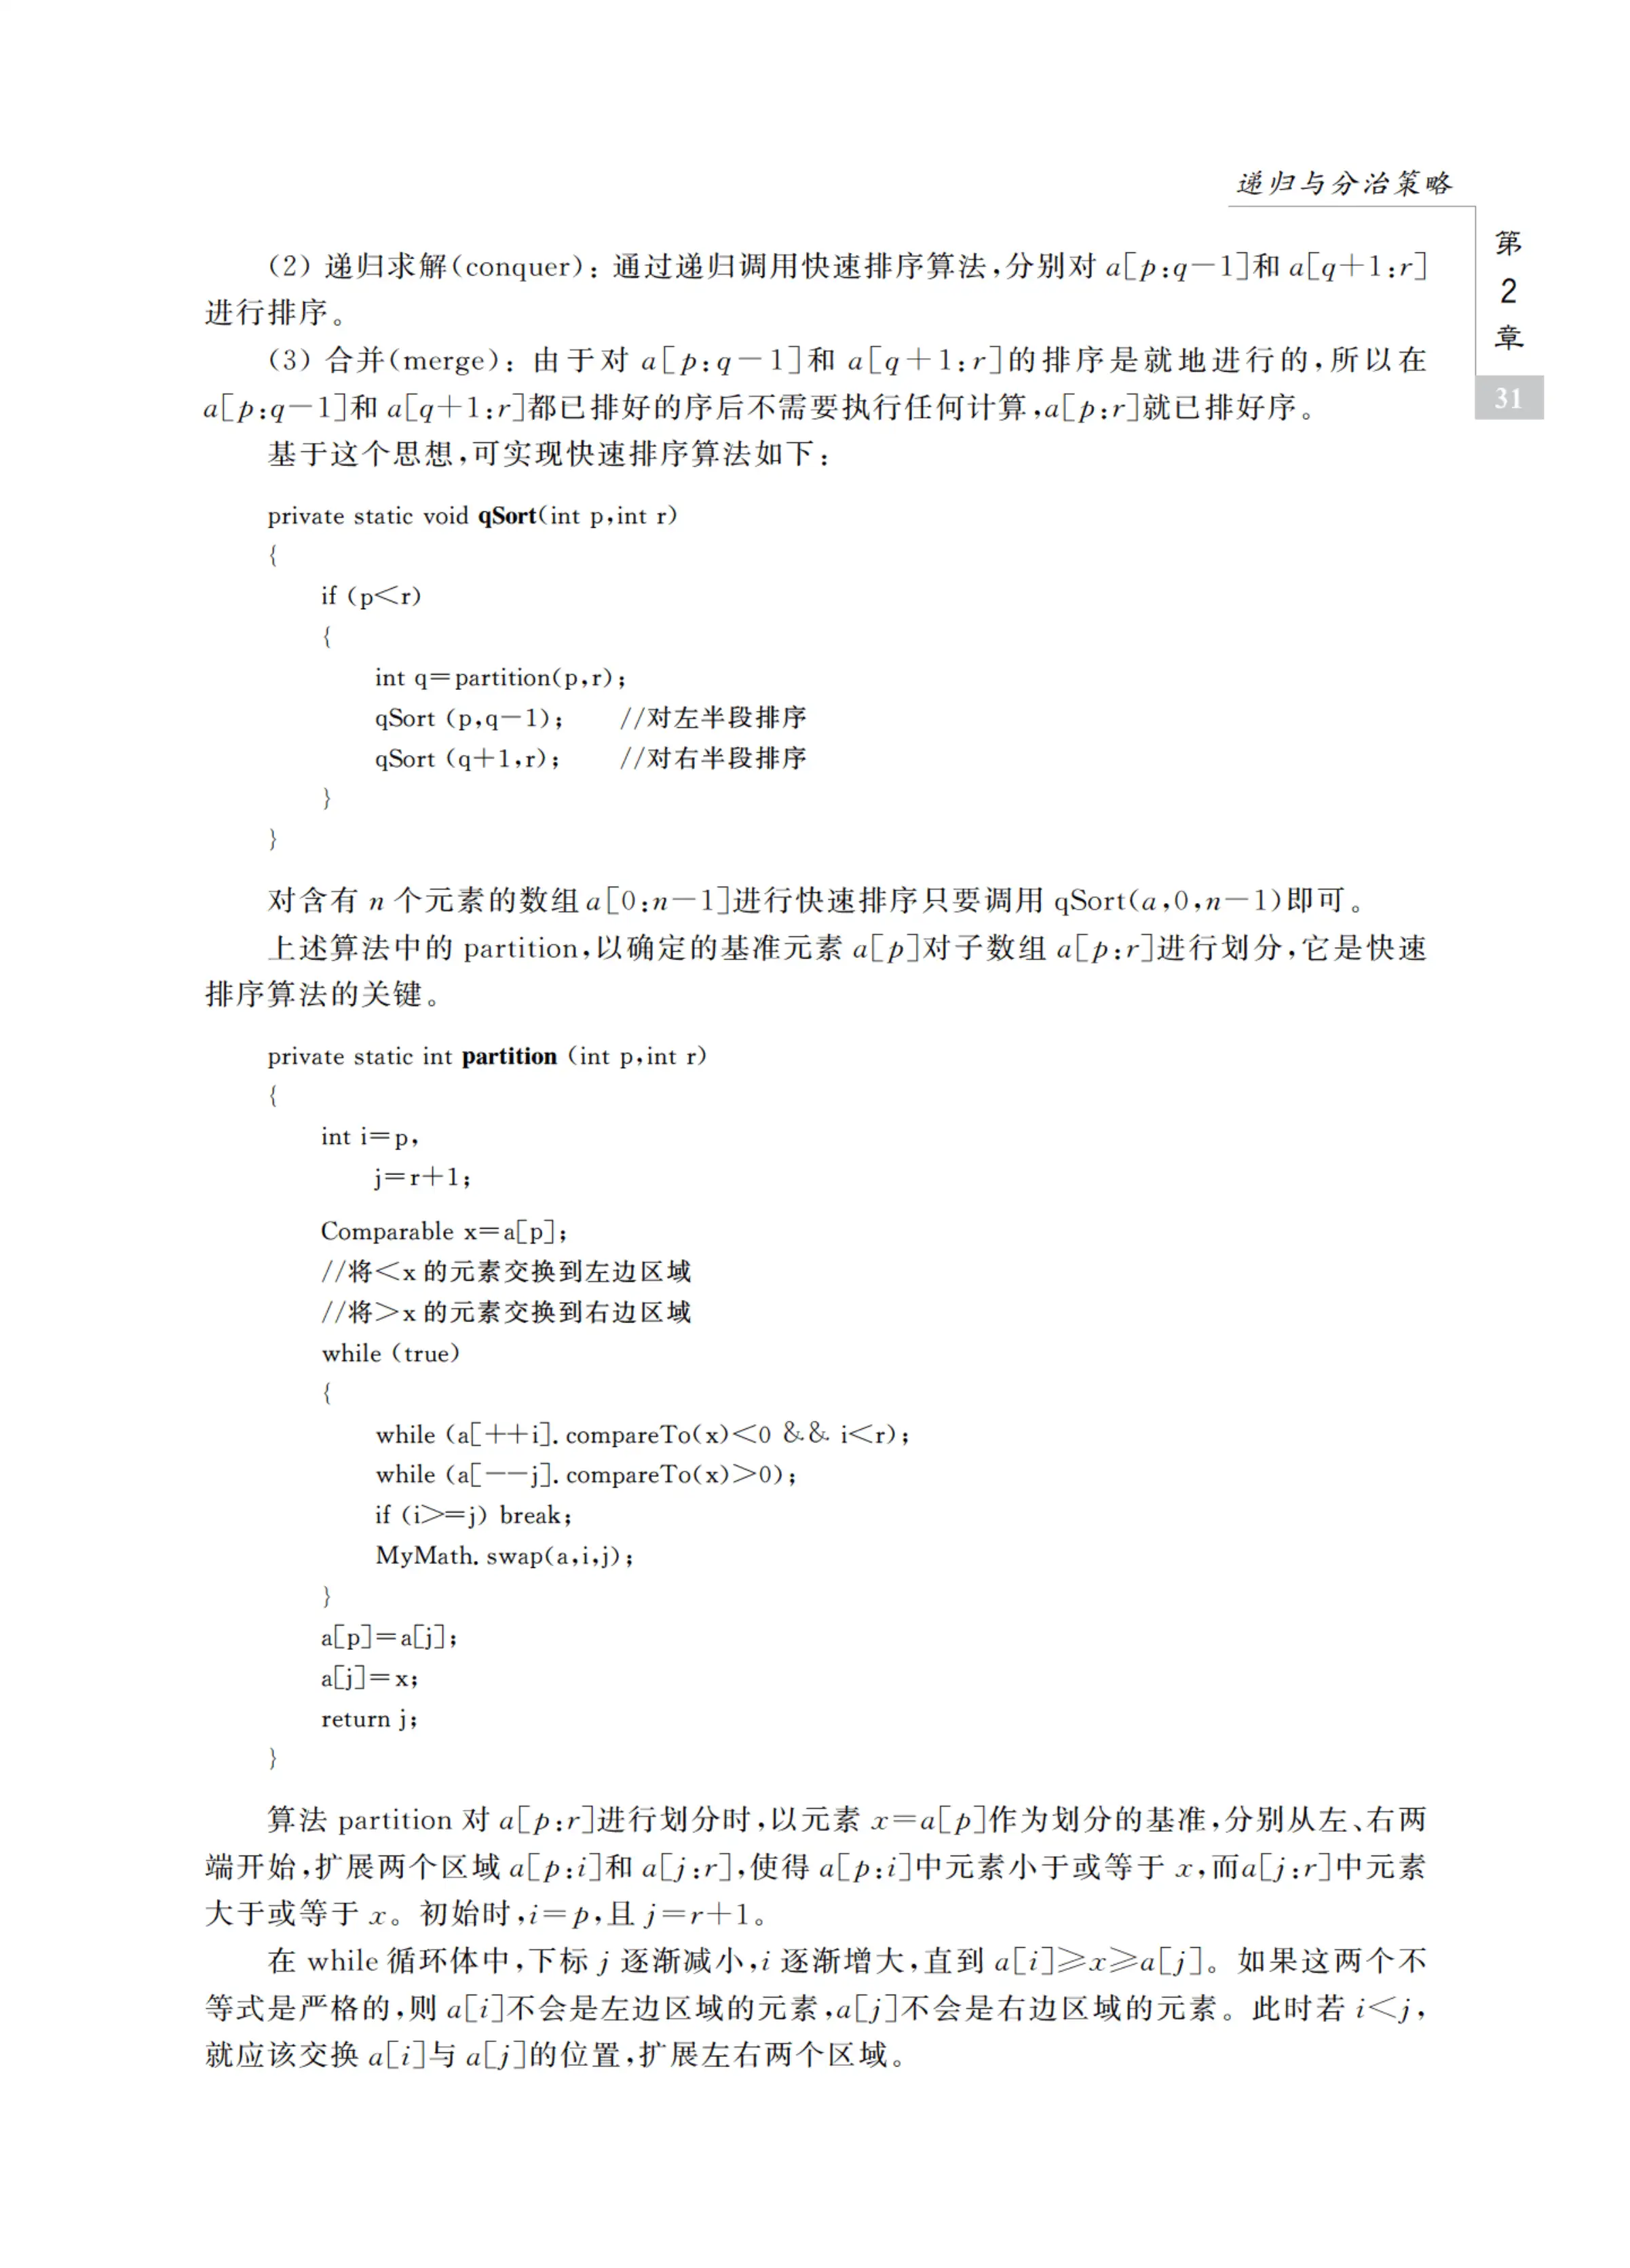 递归与分治策略
第
2
章
31
(2) 递归求解(conquer)：通过递归调用快速排序算法,分别对 a[p:q-1]和 a[q+1:r]
进行排序。
(3) 合并(merge)：由于对 a[p:q-1]和 a[q+1:r]的排序是就地进行的,所以在
a[p:q-1]和 a[q+1:r]都已排好的序后不需要执行任何计算,a[p:r]就已排好序。
基于这个思想,可实现快速排序算法如下：
private static void qSort(int p,int r)
{
if (p<r)
{
int q=partition(p,r);
qSort (p,q-1); //对左半段排序
qSort (q+1,r); //对右半段排序
}
}
对含有 n 个元素的数组 a[0:n-1]进行快速排序只要调用 qSort(a,0,n-1)即可。
上述算法中的 partition,以确定的基准元素 a[p]对子数组 a[p:r]进行划分,它是快速
排序算法的关键。
private static int partition (int p,int r)
{
int i=p,
j=r+1;
Comparable x=a[p];
//将<x 的元素交换到左边区域
//将>x 的元素交换到右边区域
while (true)
{
while (a[++i].compareTo(x)<0 && i<r);
while (a[--j].compareTo(x)>0);
if (i>=j) break;
MyMath.swap(a,i,j);
}
a[p]=a[j];
a[j]=x;
return j;
}
算法 partition 对 a[p:r]进行划分时,以元素 x=a[p]作为划分的基准,分别从左、右两
端开始,扩展两个区域 a[p:i]和 a[j:r],使得 a[p:i]中元素小于或等于 x,而a[j:r]中元素
大于或等于 x。初始时,i=p,且 j=r+1。
在 while 循环体中,下标 j 逐渐减小,i 逐渐增大,直到 a[i]≥x≥a[j]。如果这两个不
等式是严格的,则 a[i]不会是左边区域的元素,a[j]不会是右边区域的元素。此时若 i<j,
就应该交换 a[i]与 a[j]的位置,扩展左右两个区域。